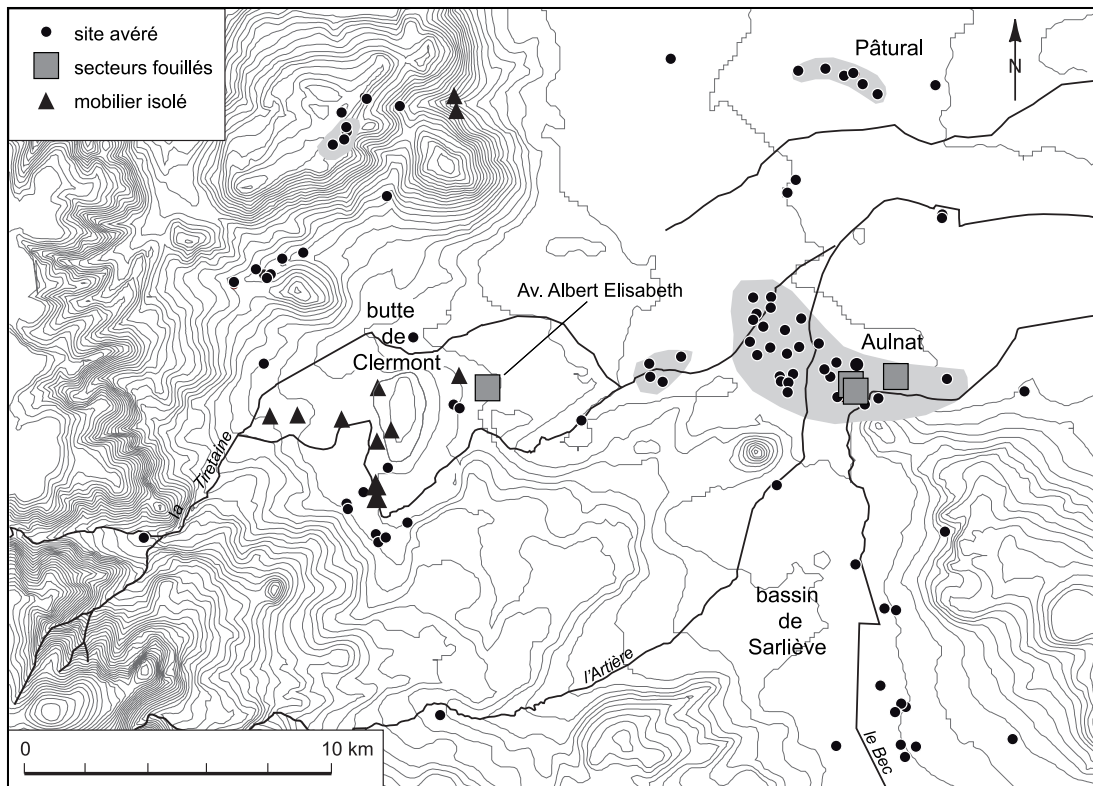 site avéré
secteurs fouillés
mobilier isolé
Pâtural
N
Av. Albert Elisabeth
butte
de
Clermont
Aulnat
la Tiretaine
bassin
de
Sarliève
l'Artière
le Bec
0 10 km